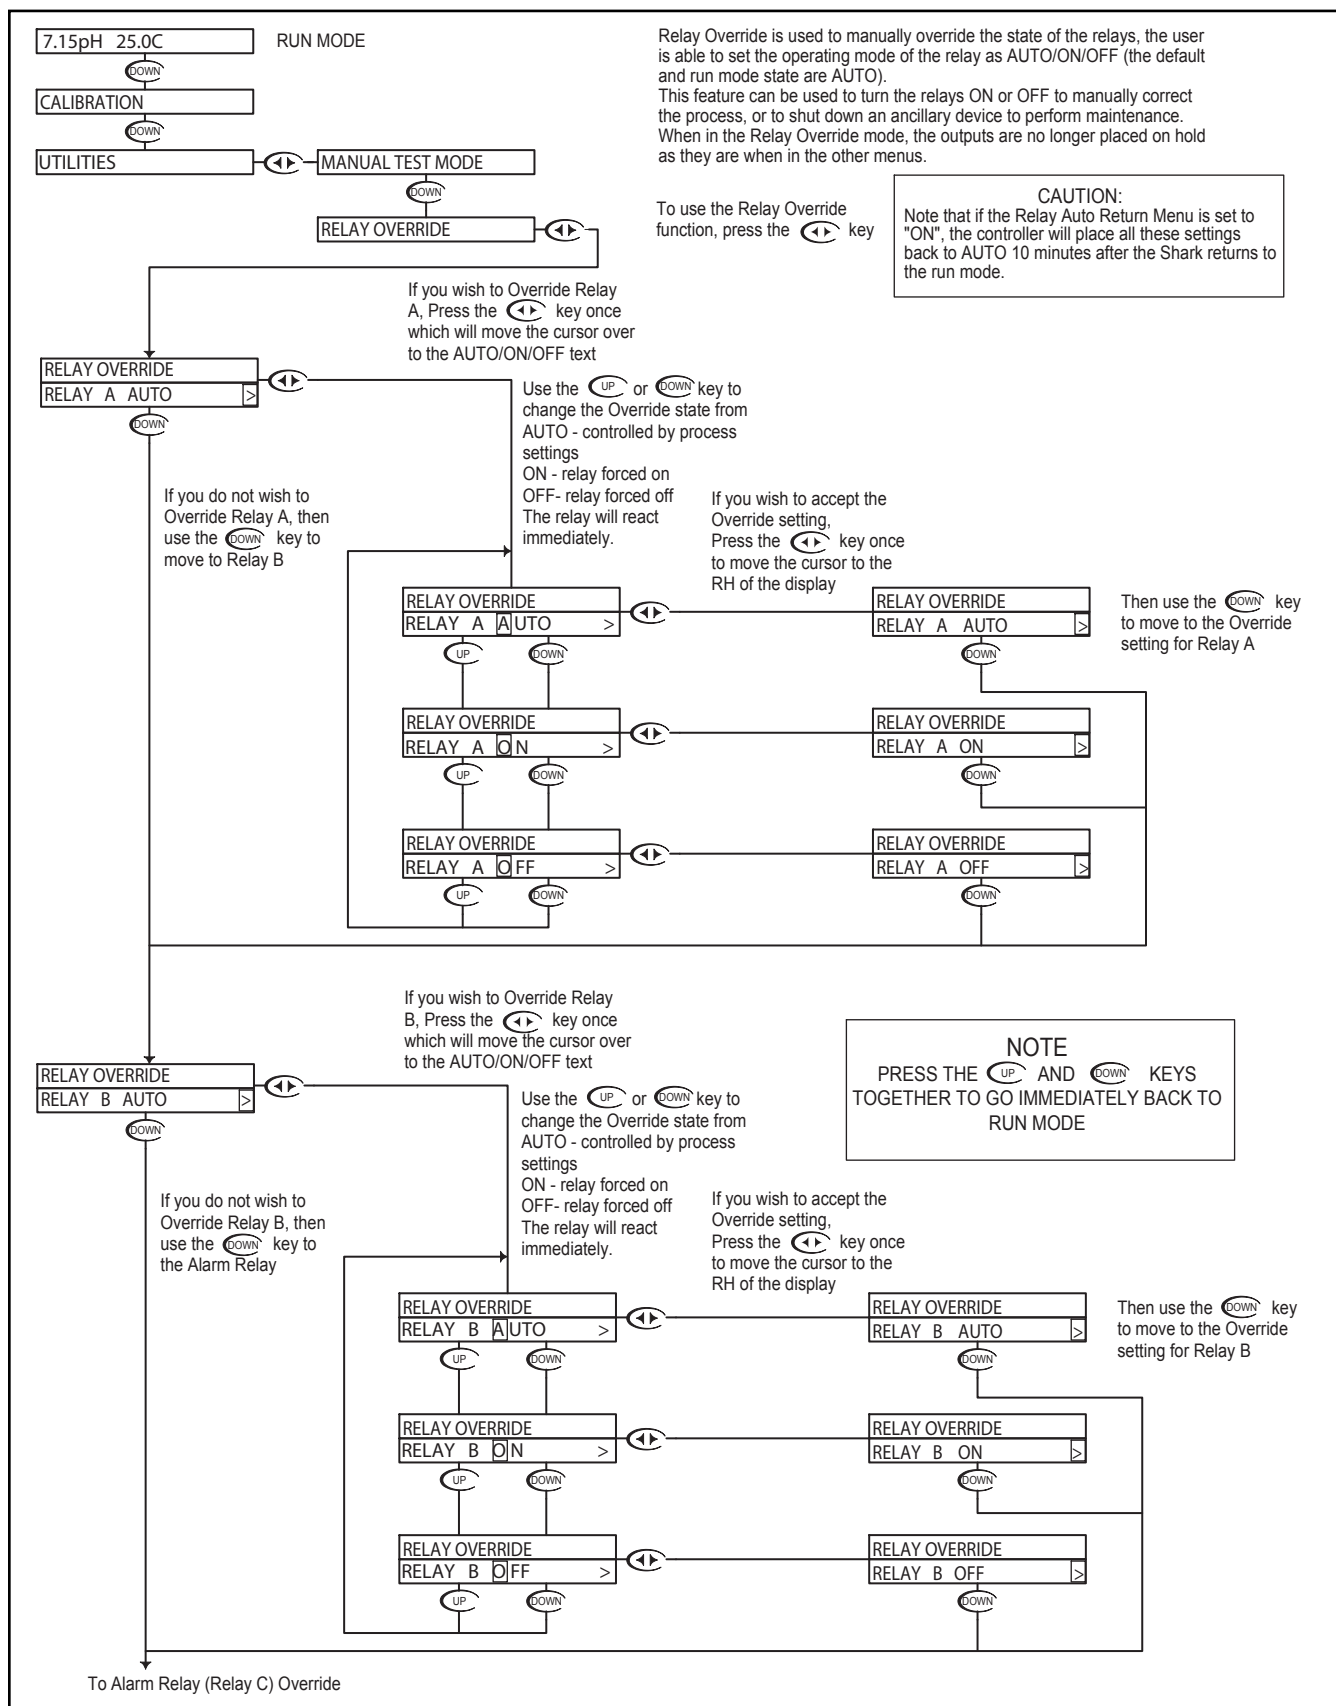 7.15pH 25.0C
RUN MODE
DOWN
CALIBRATION
DOWN
UTILITIES
MANUAL TEST MODE
DOWN
RELAY OVERRIDE
Relay Override is used to manually override the state of the relays, the user
is able to set the operating mode of the relay as AUTO/ON/OFF (the default
and run mode state are AUTO).
This feature can be used to turn the relays ON or OFF to manually correct
the process, or to shut down an ancillary device to perform maintenance.
When in the Relay Override mode, the outputs are no longer placed on hold
as they are when in the other menus.
To use the Relay Override
function, press the key
CAUTION:
Note that if the Relay Auto Return Menu is set to
"ON", the controller will place all these settings
back to AUTO 10 minutes after the Shark returns to
the run mode.
If you wish to Override Relay
A, Press the key once
which will move the cursor over
to the AUTO/ON/OFF text
RELAY OVERRIDE
RELAY A AUTO >
DOWN
Use the UP or DOWN key to
change the Override state from
AUTO - controlled by process
settings
ON - relay forced on
OFF- relay forced off
The relay will react
immediately.
If you do not wish to
Override Relay A, then
use the DOWN key to
move to Relay B
If you wish to accept the
Override setting,
Press the key once
to move the cursor to the
RH of the display
RELAY OVERRIDE
RELAY A AUTO >
UP DOWN
RELAY OVERRIDE
RELAY A AUTO >
DOWN
Then use the DOWN key
to move to the Override
setting for Relay A
RELAY OVERRIDE
RELAY A ON >
UP DOWN
RELAY OVERRIDE
RELAY A ON >
DOWN
RELAY OVERRIDE
RELAY A OFF >
UP DOWN
RELAY OVERRIDE
RELAY A OFF >
DOWN
If you wish to Override Relay
B, Press the key once
which will move the cursor over
to the AUTO/ON/OFF text
NOTE
PRESS THE UP AND DOWN KEYS
TOGETHER TO GO IMMEDIATELY BACK TO
RUN MODE
RELAY OVERRIDE
RELAY B AUTO >
DOWN
Use the UP or DOWN key to
change the Override state from
AUTO - controlled by process
settings
ON - relay forced on
OFF- relay forced off
The relay will react
immediately.
If you do not wish to
Override Relay B, then
use the DOWN key to
the Alarm Relay
If you wish to accept the
Override setting,
Press the key once
to move the cursor to the
RH of the display
RELAY OVERRIDE
RELAY B AUTO >
UP DOWN
RELAY OVERRIDE
RELAY B AUTO >
DOWN
Then use the DOWN key
to move to the Override
setting for Relay B
RELAY OVERRIDE
RELAY B ON >
UP DOWN
RELAY OVERRIDE
RELAY B ON >
DOWN
RELAY OVERRIDE
RELAY B OFF >
UP DOWN
RELAY OVERRIDE
RELAY B OFF >
DOWN
To Alarm Relay (Relay C) Override